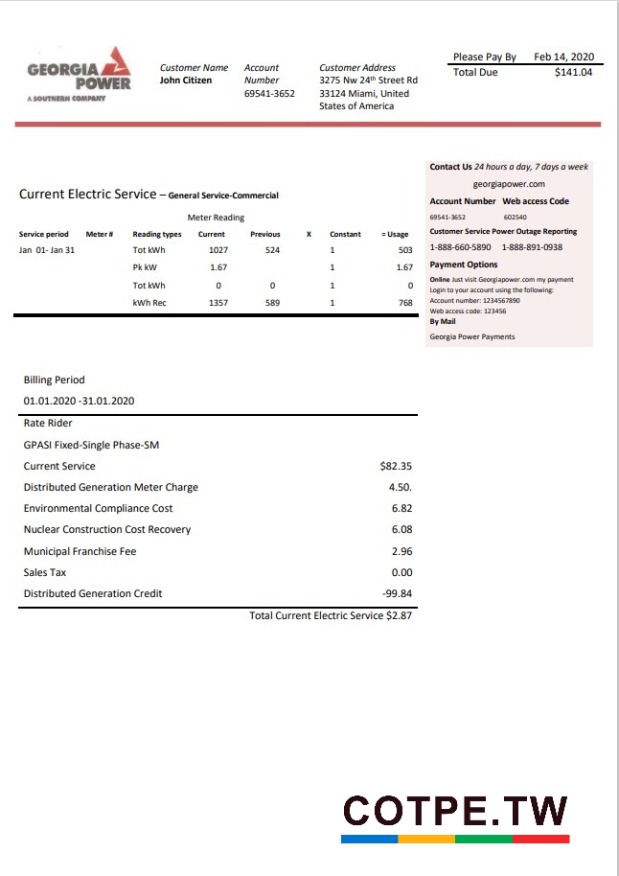 GEORGIA
POWER
A SOUTHERN COMPANY
Customer Name
John Citizen
Account
Number
69541-3652
Customer Address
3275 Nw 24th Street Rd
33124 Miami, United
States of America
Please Pay By Feb 14, 2020
Total Due $141.04
Contact Us 24 hours a day, 7 days a week
georgiapower.com
Account Number Web access Code
69541-3652 602540
Customer Service Power Outage Reporting
1-888-660-5890 1-888-891-0938
Payment Options
Online Just visit Georgiapower.com my payment
Login to your account using the following:
Account number: 1234567890
Web access code: 123456
By Mail
Georgia Power Payments
Current Electric Service – General Service-Commercial
Meter Reading
Service period Meter # Reading types Current Previous X Constant = Usage
Jan 01- Jan 31 Tot kWh 1027 524 1 503
Pk kW 1.67 1 1.67
Tot kWh 0 0 1 0
kWh Rec 1357 589 1 768
Billing Period
01.01.2020 -31.01.2020
Rate Rider
GPASI Fixed-Single Phase-SM
Current Service $82.35
Distributed Generation Meter Charge 4.50.
Environmental Compliance Cost 6.82
Nuclear Construction Cost Recovery 6.08
Municipal Franchise Fee 2.96
Sales Tax 0.00
Distributed Generation Credit -99.84
Total Current Electric Service $2.87
COTPE.TW